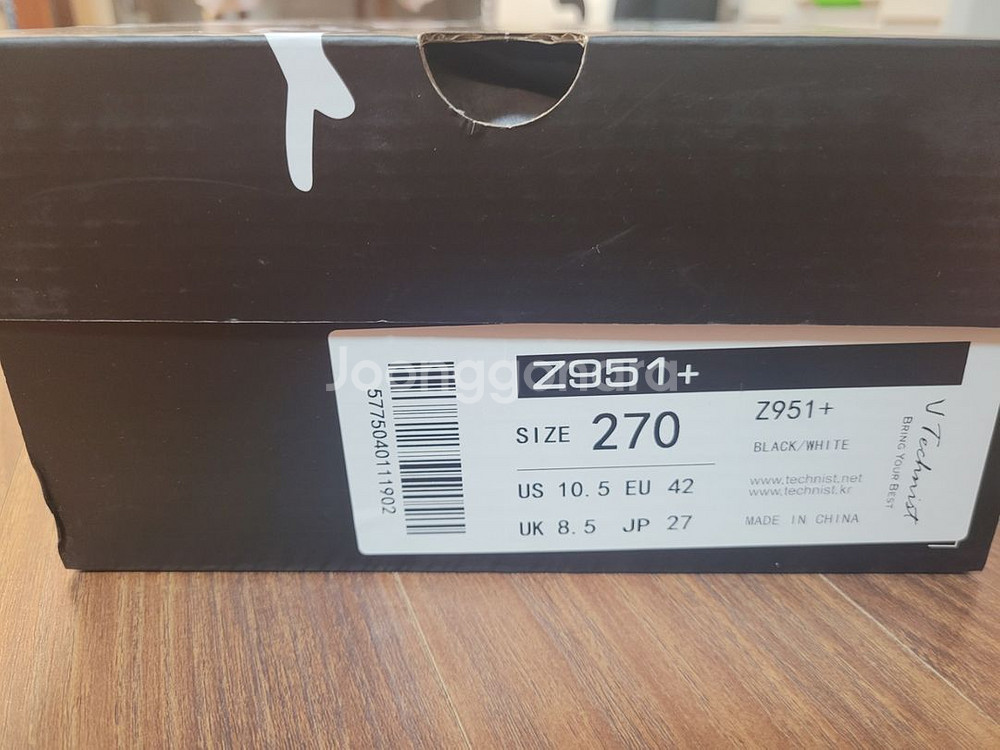 Joonggonara
5775040111902
Z951+
SIZE 270
US 10.5 EU 42
UK 8.5 JP 27
Z951+
BLACK/WHITE
www.technist.net
www.technist.kr
MADE IN CHINA
Technist
BRING YOUR BEST